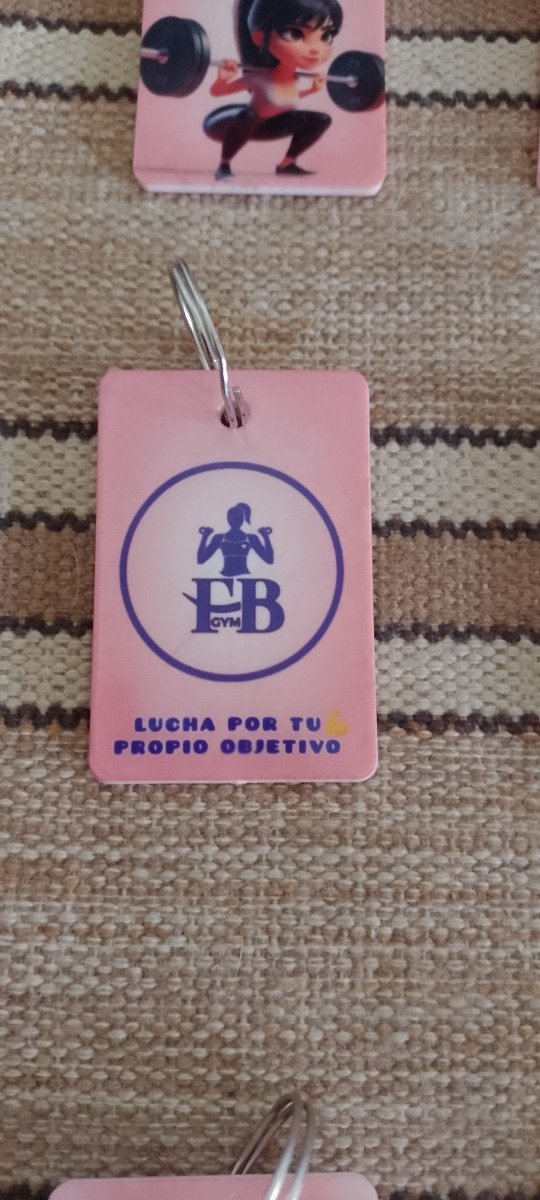 FB
GYM
LUCHA POR TU
PROPIO OBJETIVO